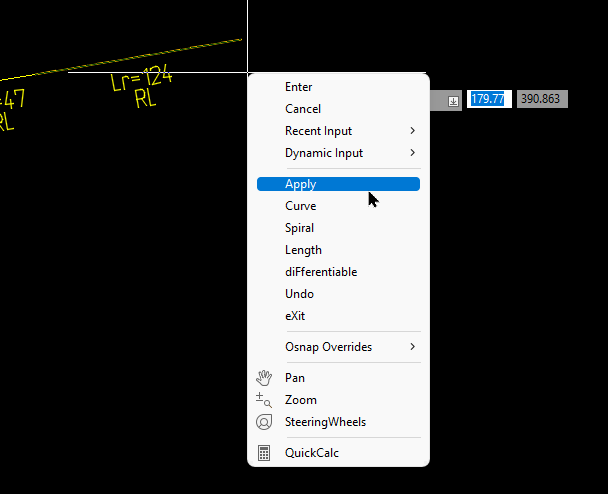 Lr=124
RL
=47
RL
179.77
390.863
Enter
Cancel
Recent Input
Dynamic Input
Apply
Curve
Spiral
Length
diFferentiable
Undo
eXit
Osnap Overrides
Pan
Zoom
SteeringWheels
QuickCalc